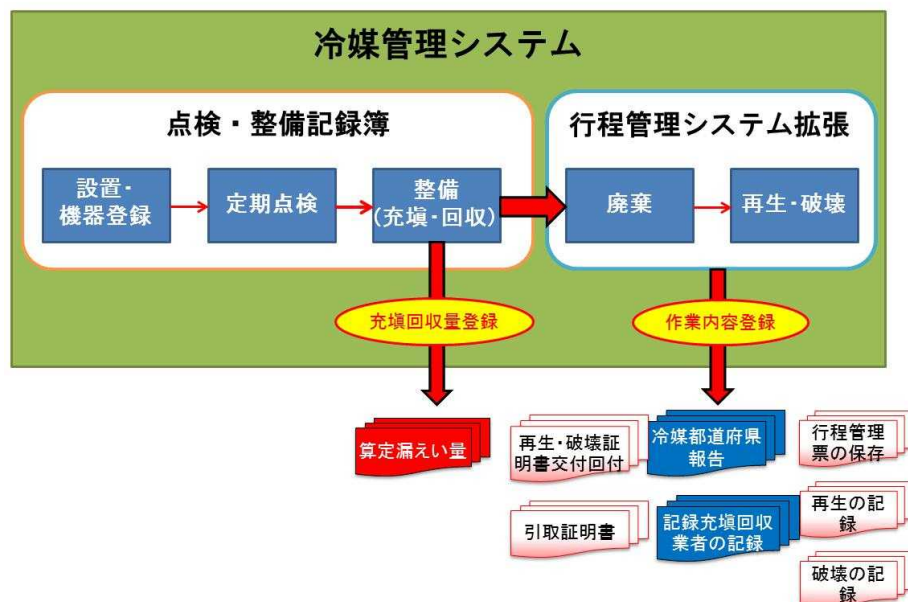 冷媒管理システム
点検・整備記録簿
行程管理システム拡張
設置・
機器登録
定期点検
整備
(充塡・回収)
廃棄
再生・破壊
充塡回収量登録
作業内容登録
算定漏えい量
再生・破壊証
明書交付回付
冷媒都道府県
報告
行程管理
票の保存
引取証明書
記録充塡回収
業者の記録
再生の記
録
破壊の記
録